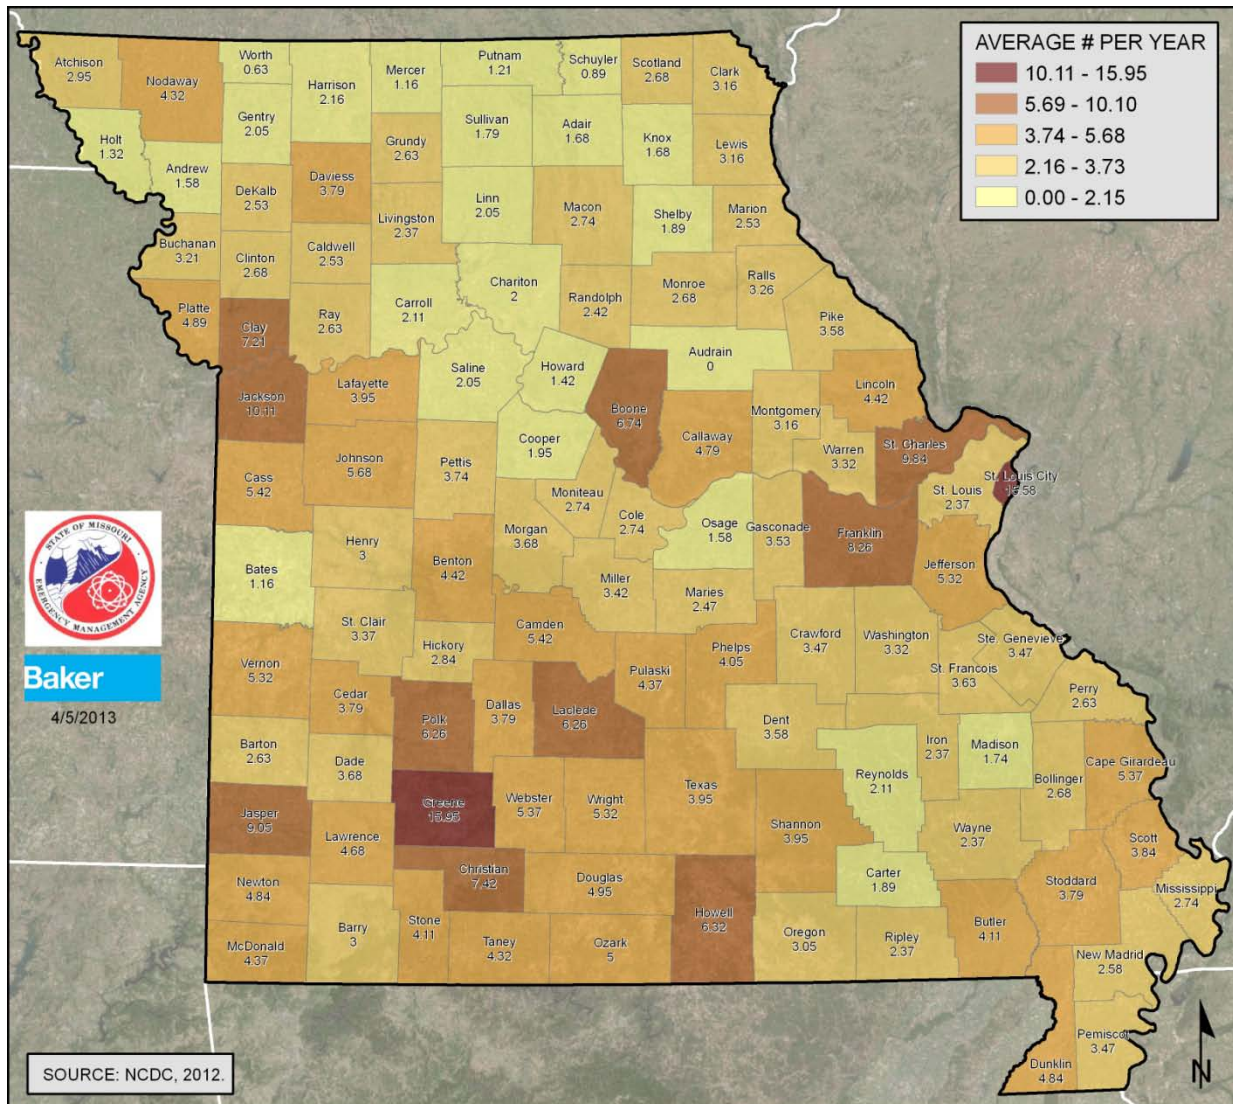 AVERAGE # PER YEAR
10.11 - 15.95
5.69 - 10.10
3.74 - 5.68
2.16 - 3.73
0.00 - 2.15
Atchison
2.95
Nodaway
4.32
Worth
0.63
Harrison
2.16
Mercer
1.16
Putnam
1.21
Schuyler
0.89
Scotland
2.68
Clark
3.16
Holt
1.32
Andrew
1.58
Gentry
2.05
DeKalb
2.53
Daviess
3.79
Grundy
2.63
Sullivan
1.79
Adair
1.68
Knox
1.68
Lewis
3.16
Buchanan
3.21
Clinton
2.68
Caldwell
2.53
Livingston
2.37
Linn
2.05
Macon
2.74
Shelby
1.89
Marion
2.53
Platte
4.89
Clay
7.21
Ray
2.63
Carroll
2.11
Chariton
2
Randolph
2.42
Monroe
2.68
Ralls
3.26
Pike
3.58
Jackson
10.11
Lafayette
3.95
Saline
2.05
Howard
1.42
Boone
6.74
Audrain
0
Callaway
4.79
Montgomery
3.16
Lincoln
4.42
Warren
3.32
St. Charles
9.84
St. Louis City
St. Louis
2.37
Cass
5.42
Johnson
5.68
Pettis
3.74
Cooper
1.95
Moniteau
2.74
Cole
2.74
Osage
1.58
Gasconade
3.53
Franklin
8.26
Jefferson
5.32
Bates
1.16
Henry
3
Benton
4.42
Morgan
3.68
Miller
3.42
Maries
2.47
St. Clair
3.37
Hickory
2.84
Camden
5.42
Pulaski
4.37
Phelps
4.05
Crawford
3.47
Washington
3.32
Ste. Genevieve
3.47
St. Francois
3.63
Perry
2.63
Vernon
5.32
Cedar
3.79
Polk
6.26
Dallas
3.79
Laclede
6.26
Dent
3.58
Iron
2.37
Madison
1.74
Bollinger
2.68
Cape Girardeau
5.37
Barton
2.63
Dade
3.68
Greene
15.95
Webster
5.37
Wright
5.32
Texas
3.95
Shannon
3.95
Reynolds
2.11
Wayne
2.37
Scott
3.84
Jasper
9.05
Lawrence
4.68
Christian
7.42
Douglas
4.95
Howell
6.32
Carter
1.89
Stoddard
3.79
Mississippi
2.74
Newton
4.84
McDonald
4.37
Barry
3
Stone
4.11
Taney
4.32
Ozark
5
Oregon
3.05
Ripley
2.37
Butler
4.11
New Madrid
2.58
Pemiscot
3.47
Dunklin
4.84
STATE OF MISSOURI
EMERGENCY MANAGEMENT AGENCY
Baker
4/5/2013
SOURCE: NCDC, 2012.
N